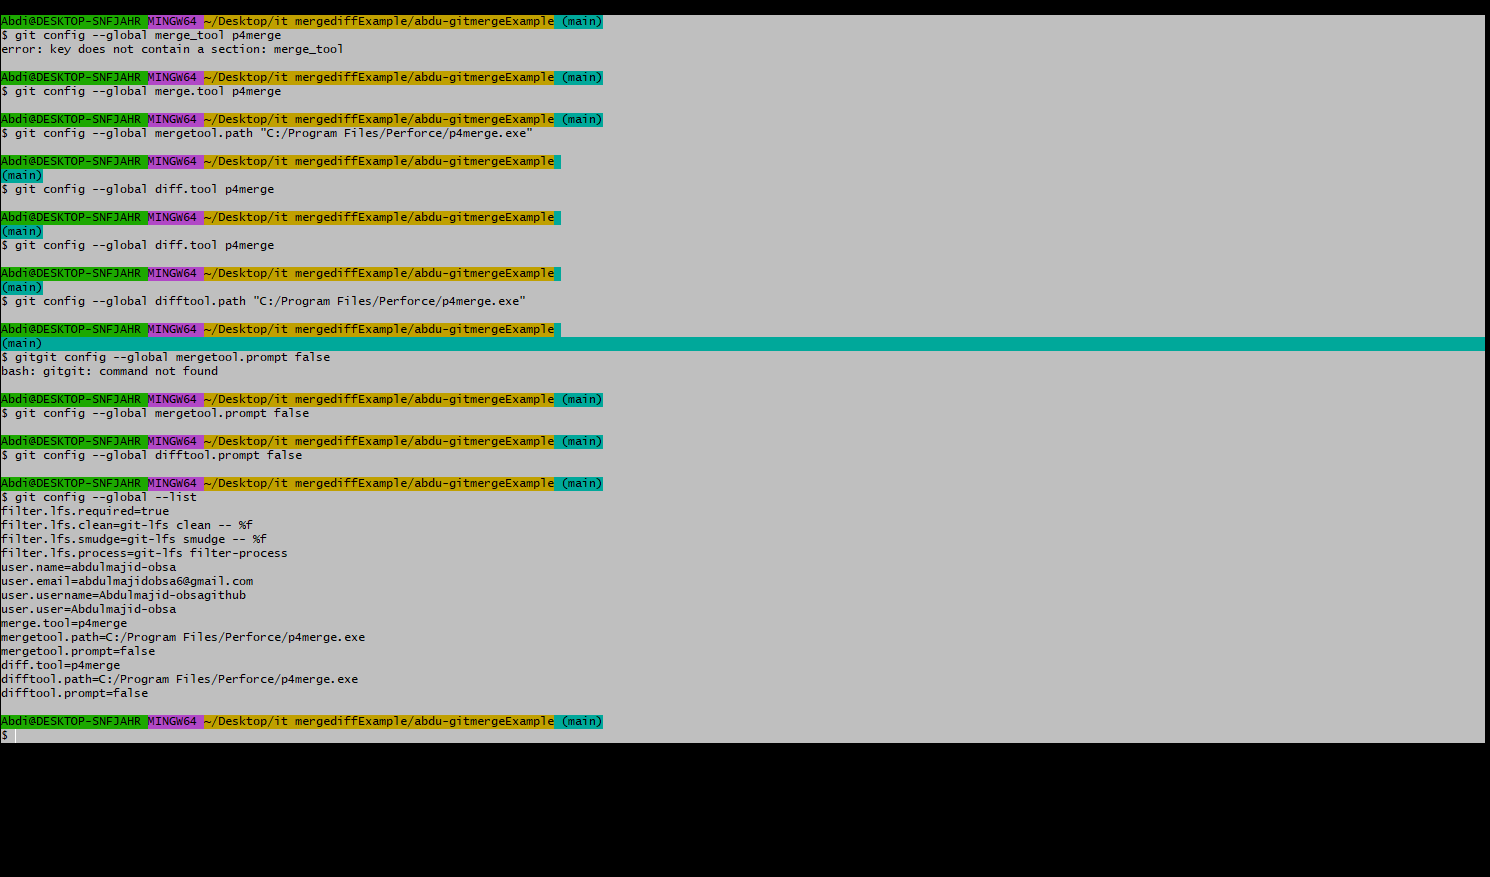 Abdi@DESKTOP-SNFJAHR MINGW64 ~/Desktop/it mergediffExample/abdu-gitmergeExample (main)
$ git config --global merge_tool p4merge
error: key does not contain a section: merge_tool
Abdi@DESKTOP-SNFJAHR MINGW64 ~/Desktop/it mergediffExample/abdu-gitmergeExample (main)
$ git config --global merge.tool p4merge
Abdi@DESKTOP-SNFJAHR MINGW64 ~/Desktop/it mergediffExample/abdu-gitmergeExample (main)
$ git config --global mergetool.path "C:/Program Files/Perforce/p4merge.exe"
Abdi@DESKTOP-SNFJAHR MINGW64 ~/Desktop/it mergediffExample/abdu-gitmergeExample
(main)
$ git config --global diff.tool p4merge
Abdi@DESKTOP-SNFJAHR MINGW64 ~/Desktop/it mergediffExample/abdu-gitmergeExample
(main)
$ git config --global diff.tool p4merge
Abdi@DESKTOP-SNFJAHR MINGW64 ~/Desktop/it mergediffExample/abdu-gitmergeExample
(main)
$ git config --global difftool.path "C:/Program Files/Perforce/p4merge.exe"
Abdi@DESKTOP-SNFJAHR MINGW64 ~/Desktop/it mergediffExample/abdu-gitmergeExample
(main)
$ gitgit config --global mergetool.prompt false
bash: gitgit: command not found
Abdi@DESKTOP-SNFJAHR MINGW64 ~/Desktop/it mergediffExample/abdu-gitmergeExample (main)
$ git config --global mergetool.prompt false
Abdi@DESKTOP-SNFJAHR MINGW64 ~/Desktop/it mergediffExample/abdu-gitmergeExample (main)
$ git config --global difftool.prompt false
Abdi@DESKTOP-SNFJAHR MINGW64 ~/Desktop/it mergediffExample/abdu-gitmergeExample (main)
$ git config --global --list
filter.lfs.required=true
filter.lfs.clean=git-lfs clean -- %f
filter.lfs.smudge=git-lfs smudge -- %f
filter.lfs.process=git-lfs filter-process
user.name=abdulmajid-obsa
user.email=abdulmajidobsa6@gmail.com
user.username=Abdulmajid-obsagithub
user.user=Abdulmajid-obsa
merge.tool=p4merge
mergetool.path=C:/Program Files/Perforce/p4merge.exe
mergetool.prompt=false
diff.tool=p4merge
difftool.path=C:/Program Files/Perforce/p4merge.exe
difftool.prompt=false
Abdi@DESKTOP-SNFJAHR MINGW64 ~/Desktop/it mergediffExample/abdu-gitmergeExample (main)
$